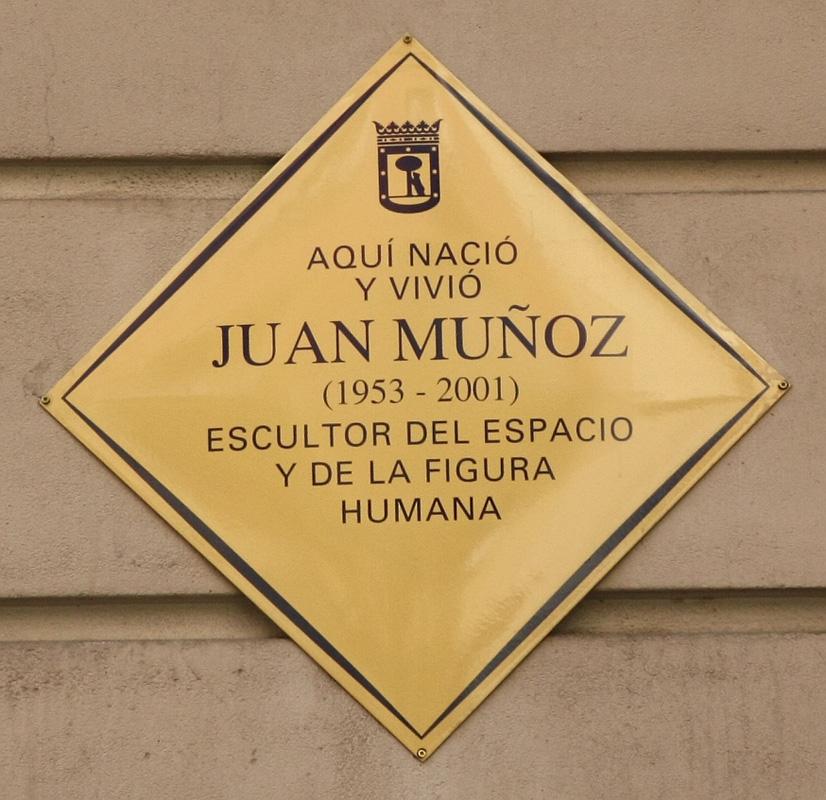 AQUÍ NACIÓ
Y VIVIÓ
JUAN MUÑOZ
(1953 - 2001)
ESCULTOR DEL ESPACIO
Y DE LA FIGURA
HUMANA